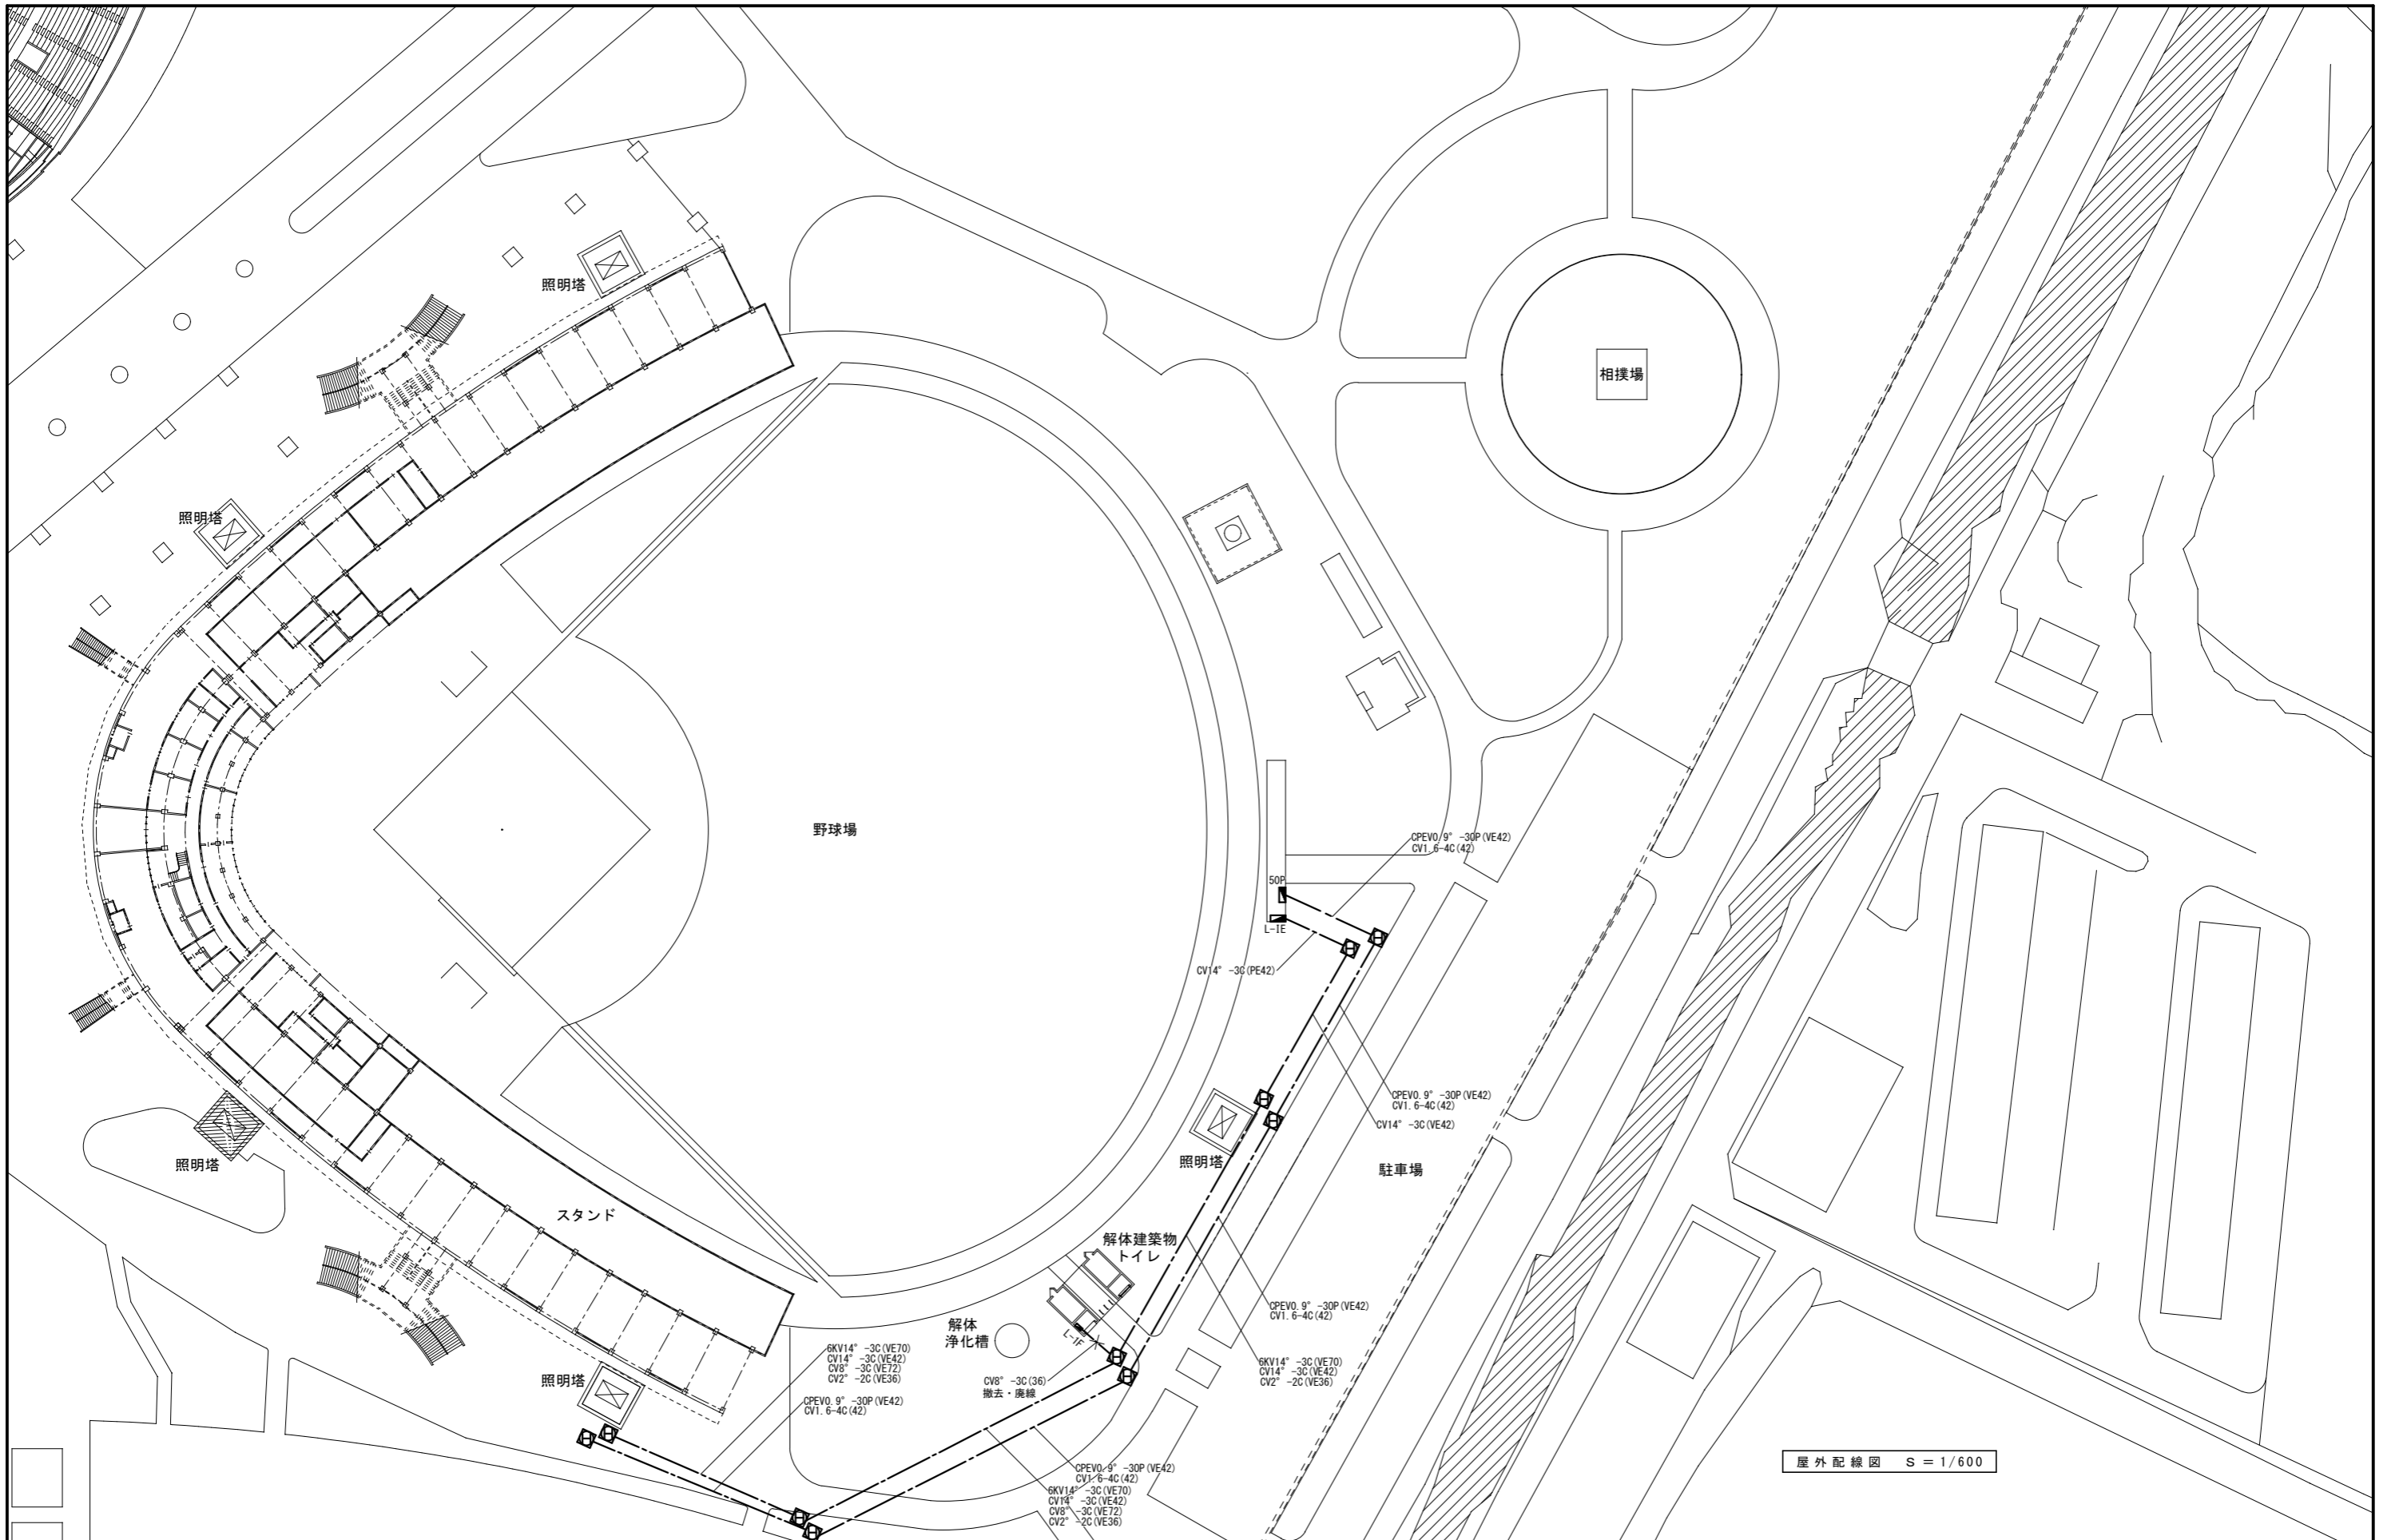 照明塔
相撲場
照明塔
野球場
CPEV0.9°-30P(VE42)
CV1.6-4C(42)
50P
L-IE
CV14°-3C(PE42)
CPEV0.9°-30P(VE42)
CV1.6-4C(42)
CV14°-3C(VE42)
照明塔
照明塔
駐車場
スタンド
解体建築物
トイレ
CPEV0.9°-30P(VE42)
CV1.6-4C(42)
解体
浄化槽
L-IE
6KV14°-3C(VE70)
CV14°-3C(VE42)
CV8°-3C(VE72)
CV2°-2C(VE36)
6KV14°-3C(VE70)
CV14°-3C(VE42)
CV2°-2C(VE36)
照明塔
CV8°-3C(36)
撤去・廃線
CPEV0.9°-30P(VE42)
CV1.6-4C(42)
CPEV0.9°-30P(VE42)
CV1.6-4C(42)
6KV14°-3C(VE70)
CV14°-3C(VE42)
CV8°-3C(VE72)
CV2°-2C(VE36)
屋外配線図 S=1/600